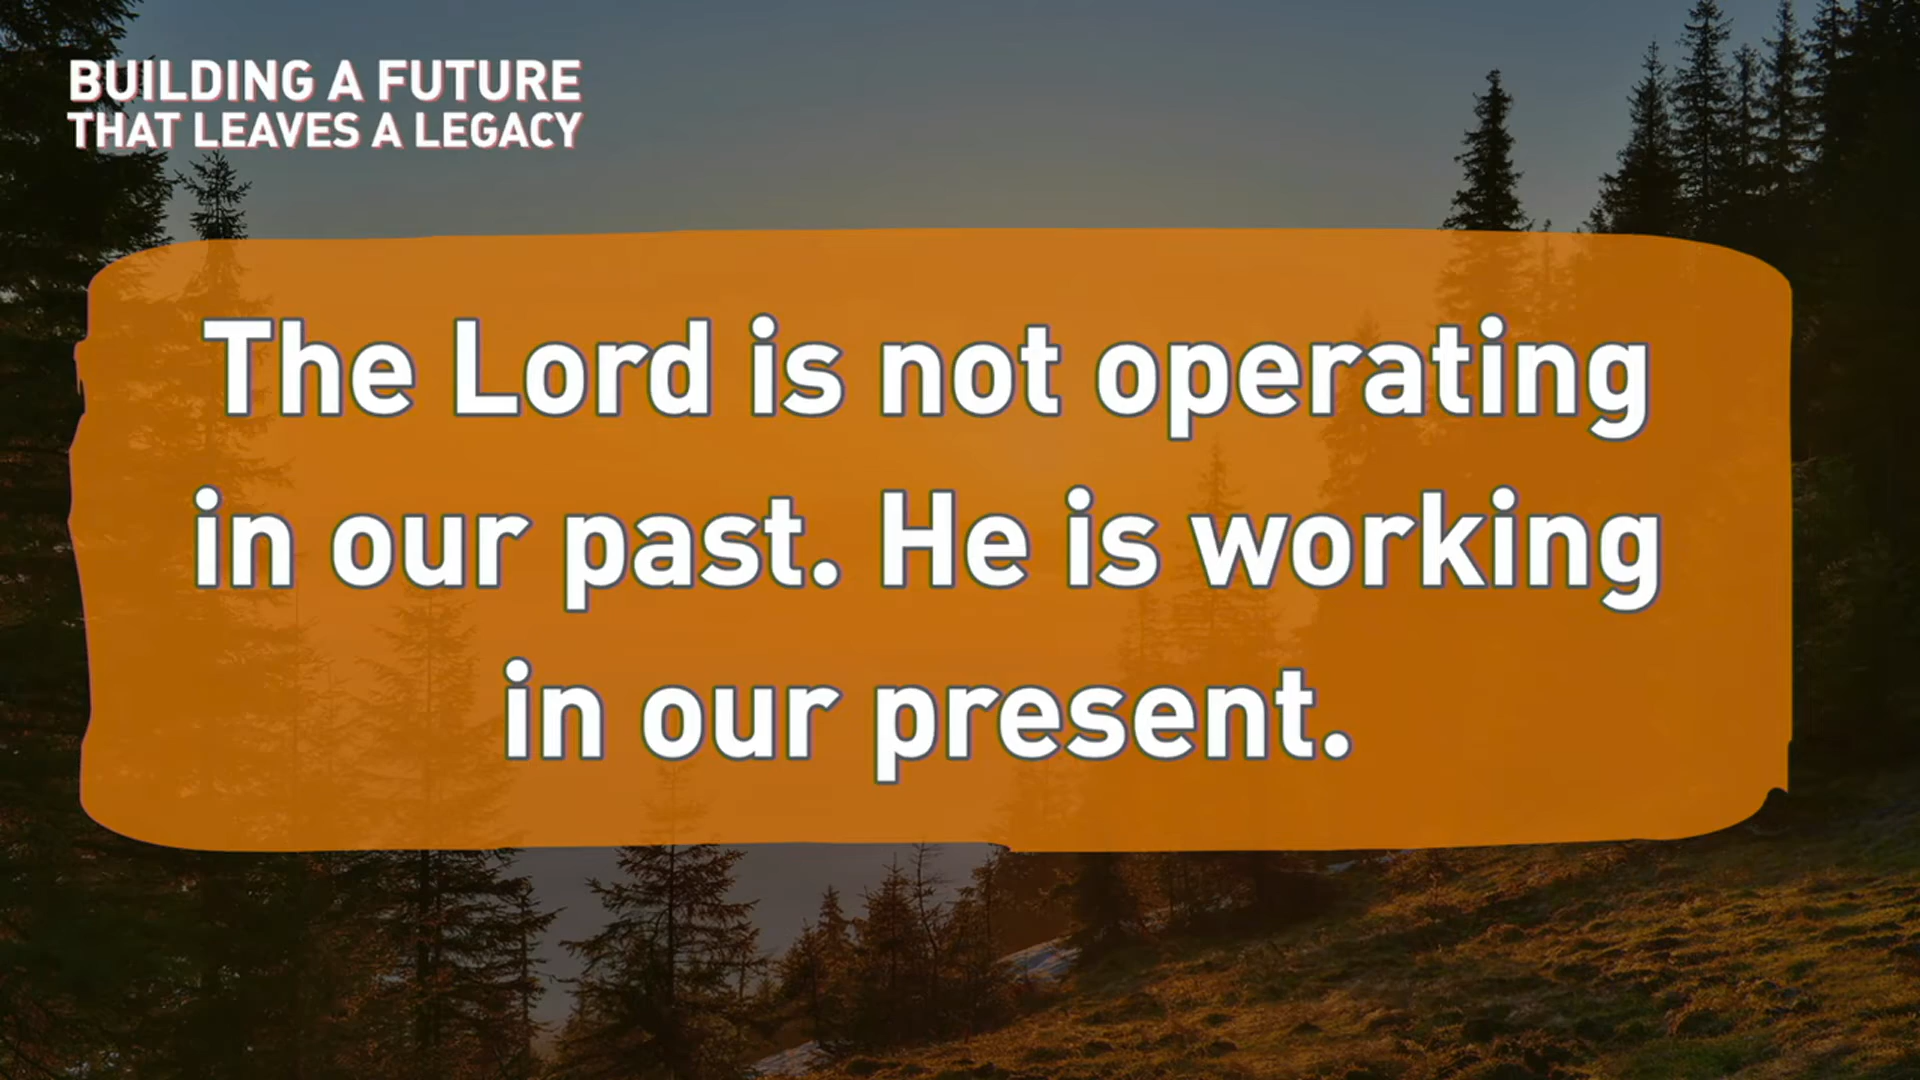 BUILDING A FUTURE
THAT LEAVES A LEGACY
The Lord is not operating
in our past. He is working
in our present.